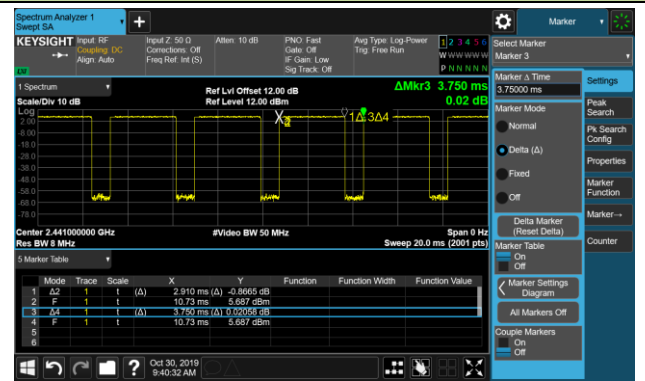 Spectrum Analyzer 1
Swept SA
+
Marker
KEYSIGHT
Input: RF
Coupling: DC
Align: Auto
Input Z: 50 Ω
Corrections: Off
Freq Ref: Int (S)
Atten: 10 dB
PNO: Fast
Gate: Off
IF Gain: Low
Sig Track: Off
Avg Type: Log-Power
Trig: Free Run
1 2 3 4 5 6
W W W W W W
P N N N N N
LXI
Select Marker
Marker 3
1 Spectrum
Scale/Div 10 dB
Ref Lvl Offset 12.00 dB
Ref Level 12.00 dBm
ΔMkr3 3.750 ms
0.02 dB
Log
2.00
-8.00
-18.0
-28.0
-38.0
-48.0
-58.0
-68.0
-78.0
1Δ2
3Δ4
Center 2.441000000 GHz
Res BW 8 MHz
#Video BW 50 MHz
Span 0 Hz
Sweep 20.0 ms (2001 pts)
5 Marker Table
Mode Trace Scale X Y Function Function Width Function Value
1 Δ2 1 t (Δ) 2.910 ms (Δ) -0.8665 dB
2 F 1 t 10.73 ms 5.687 dBm
3 Δ4 1 t (Δ) 3.750 ms (Δ) 0.02058 dB
4 F 1 t 10.73 ms 5.687 dBm
5
6
Marker Δ Time
3.75000 ms
Marker Mode
Normal
Delta (Δ)
Fixed
Off
Delta Marker
(Reset Delta)
Marker Table
On
Off
Marker Settings
Diagram
All Markers Off
Couple Markers
On
Off
Settings
Peak
Search
Pk Search
Config
Properties
Marker
Function
Marker→
Counter
?
Oct 30, 2019
9:40:32 AM